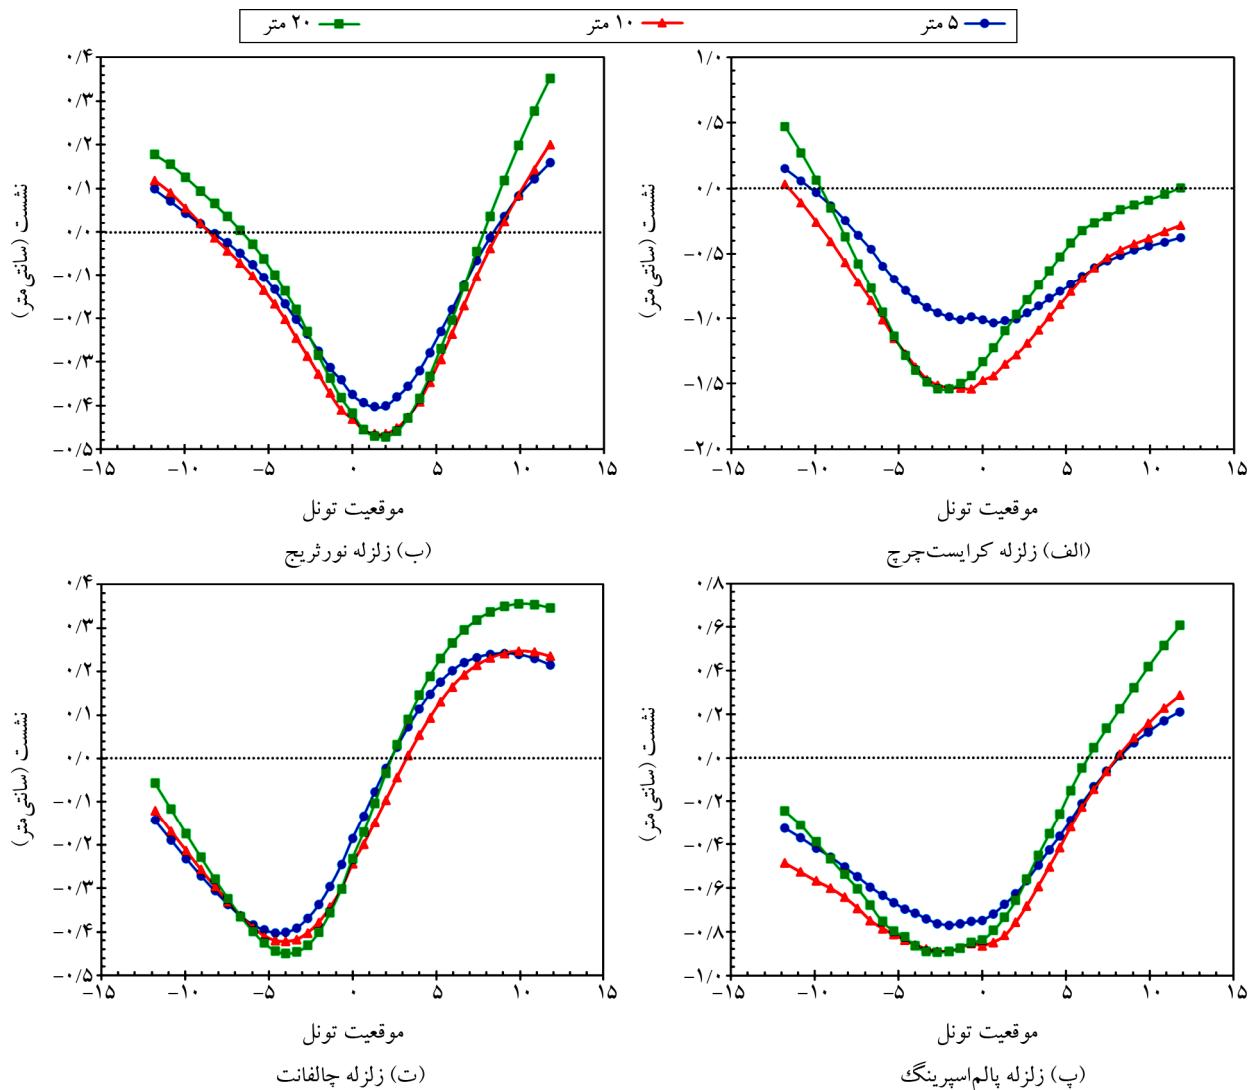 ۵ متر ۱۰ متر ۲۰ متر
۱/۰
۰/۵
۰/۰
−۰/۵
−۱/۰
−۱/۵
−۲/۰
نشست (سانتی‌متر)
−۱۵ −۱۰ −۵ ۰ ۵ ۱۰ ۱۵
موقعیت تونل
(الف) زلزله کرایست‌چرچ
۰/۴
۰/۳
۰/۲
۰/۱
۰/۰
−۰/۱
−۰/۲
−۰/۳
−۰/۴
−۰/۵
نشست (سانتی‌متر)
−۱۵ −۱۰ −۵ ۰ ۵ ۱۰ ۱۵
موقعیت تونل
(ب) زلزله نورثریج
۰/۸
۰/۶
۰/۴
۰/۲
۰/۰
−۰/۲
−۰/۴
−۰/۶
−۰/۸
−۱/۰
نشست (سانتی‌متر)
−۱۵ −۱۰ −۵ ۰ ۵ ۱۰ ۱۵
موقعیت تونل
(پ) زلزله پالم‌اسپرینگ
۰/۴
۰/۳
۰/۲
۰/۱
۰/۰
−۰/۱
−۰/۲
−۰/۳
−۰/۴
−۰/۵
نشست (سانتی‌متر)
−۱۵ −۱۰ −۵ ۰ ۵ ۱۰ ۱۵
موقعیت تونل
(ت) زلزله چالفانت